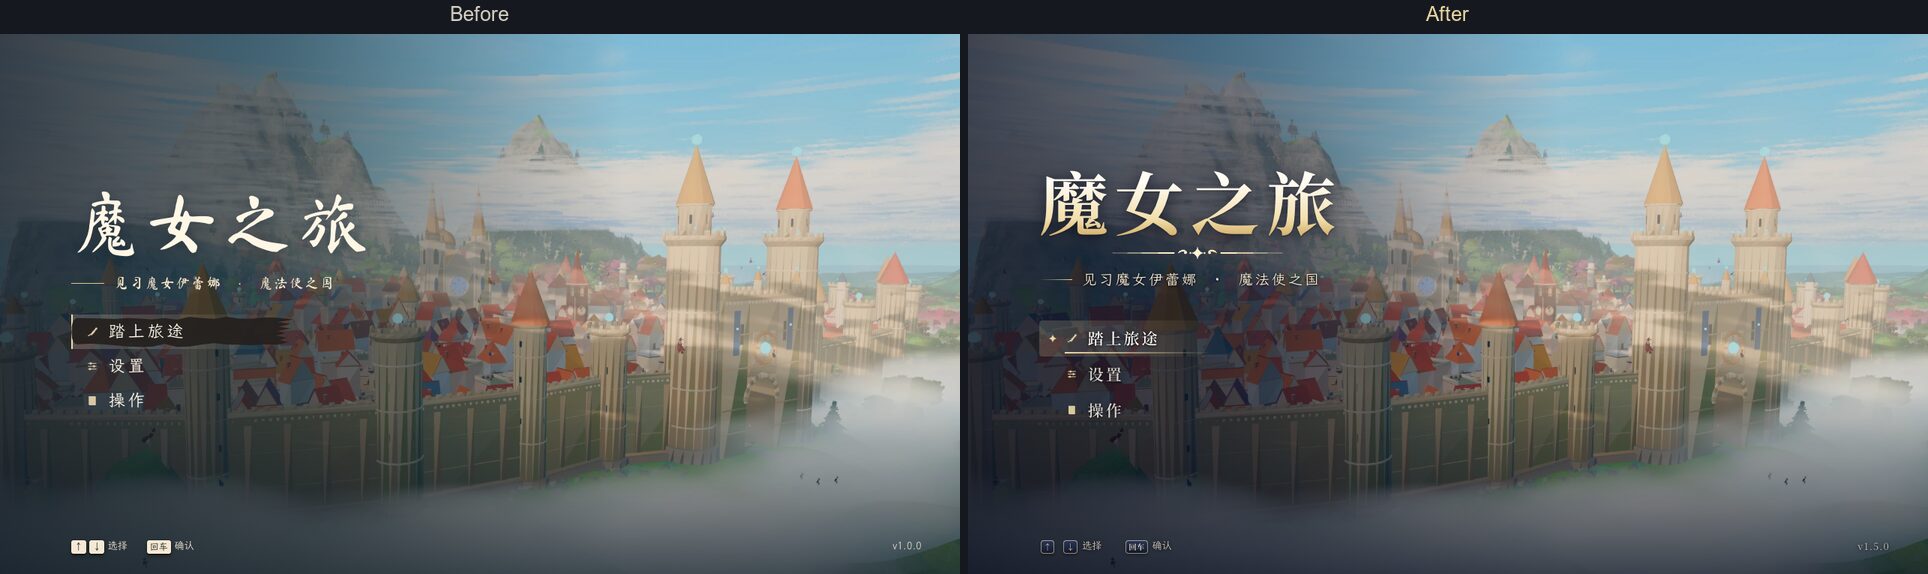 Before
After
魔女之旅
见习魔女伊蕾娜 · 魔法使之国
踏上旅途
设置
操作
↑ ↓ 选择 回车 确认
v1.0.0
魔女之旅
见习魔女伊蕾娜 · 魔法使之国
踏上旅途
设置
操作
↑ ↓ 选择 回车 确认
v1.5.0